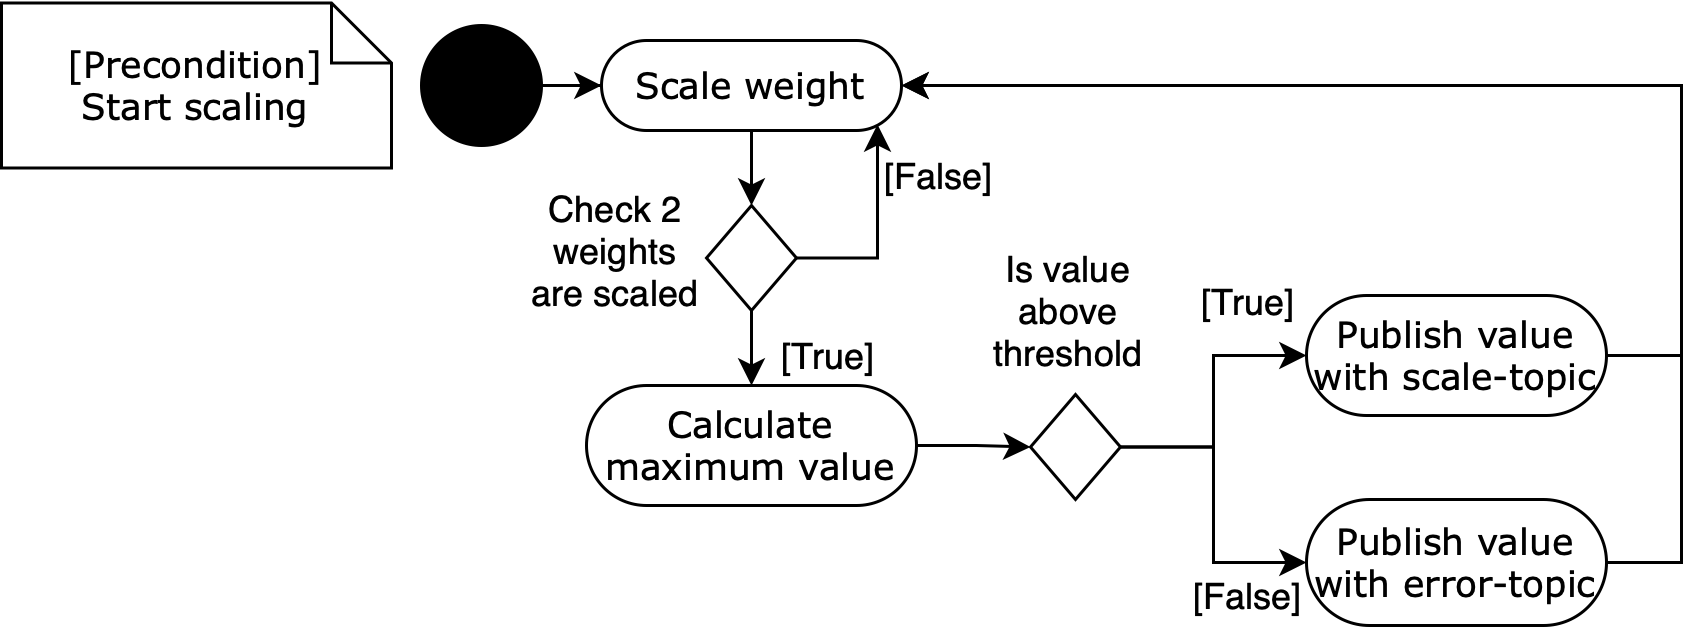 [Precondition]
Start scaling
Scale weight
[False]
Check 2
weights
are scaled
[True]
Calculate
maximum value
Is value
above
threshold
[True]
Publish value
with scale-topic
[False]
Publish value
with error-topic